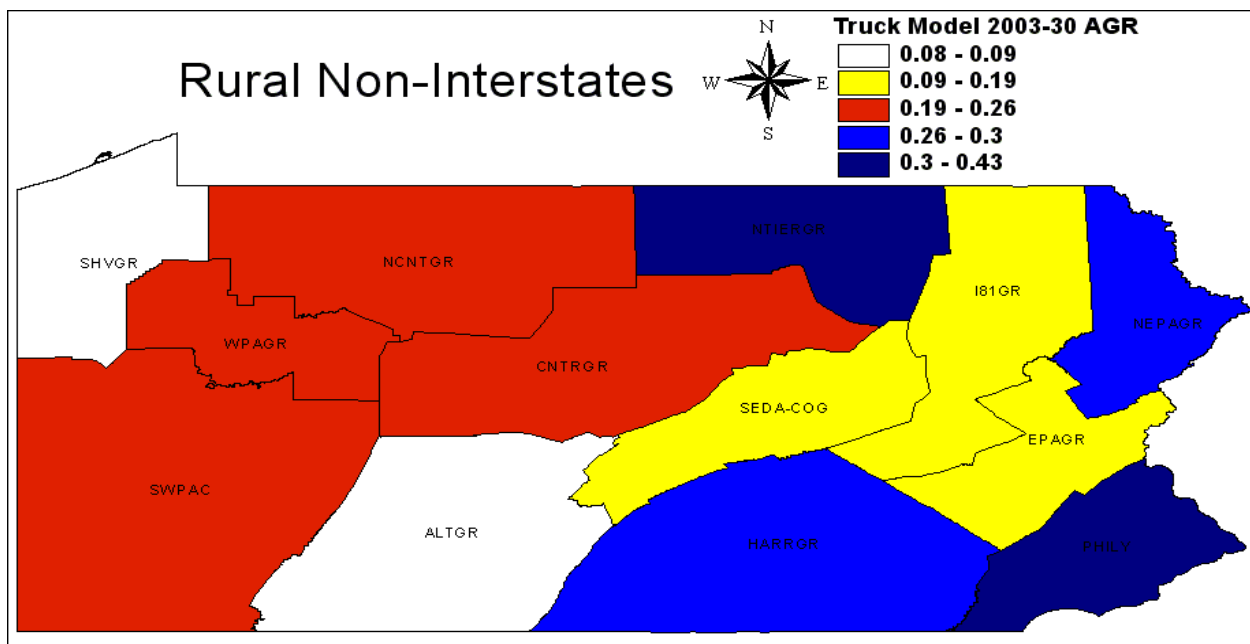 Truck Model 2003-30 AGR
0.08 - 0.09
0.09 - 0.19
0.19 - 0.26
0.26 - 0.3
0.3 - 0.43
N
W E
S
Rural Non-Interstates
SHVGR
NCNTGR
NTIERGR
I81GR
NEPAGR
WPAGR
CNTRGR
SEDA-COG
EPAGR
SWPAC
ALTGR
HARRGR
PHILY